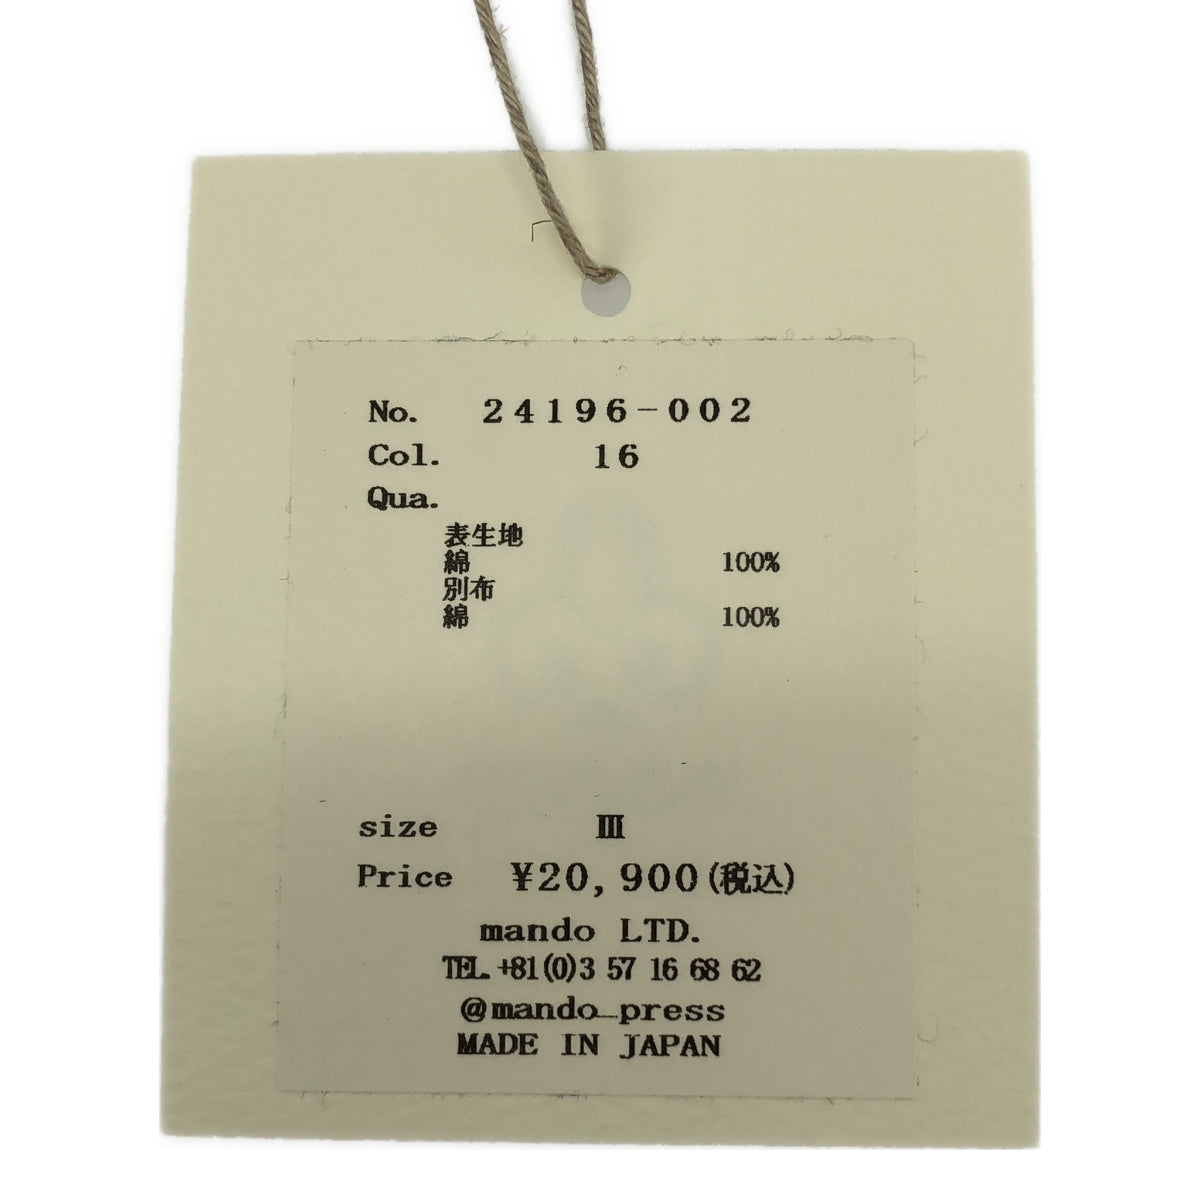 No. 24196-002
Col. 16
Qua.
表生地
綿 100%
別布
綿 100%
size Ⅲ
Price ¥20,900(税込)
mando LTD.
TEL.+81(0)3 57 16 68 62
@mando_press
MADE IN JAPAN